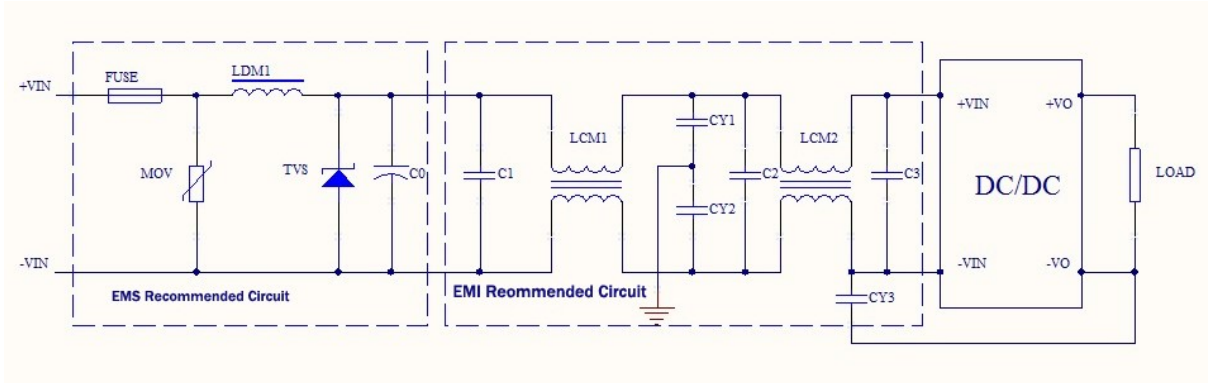 FUSE
LDM1
+VIN
MOV
TVS
C0
-VIN
EMS Recommended Circuit
C1
LCM1
CY1
CY2
C2
LCM2
C3
EMI Reommended Circuit
CY3
+VIN
+VO
DC/DC
-VIN
-VO
LOAD